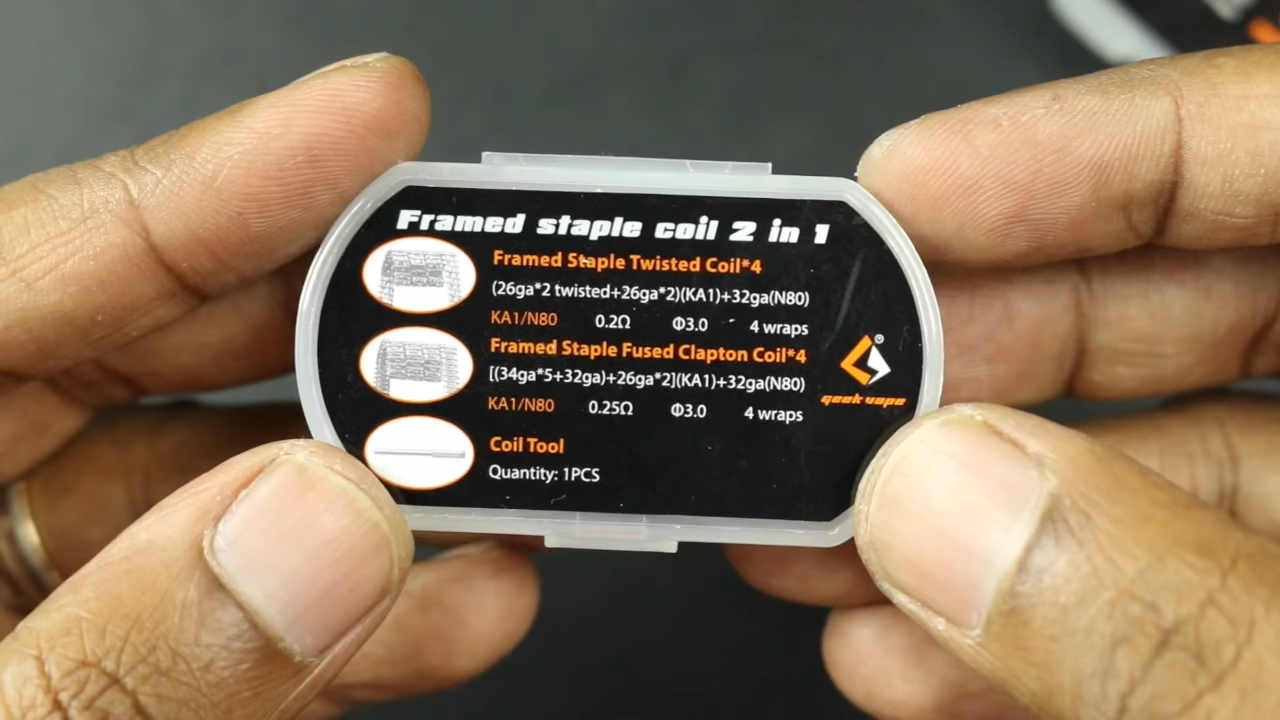 Framed staple coil 2 in 1
Framed Staple Twisted Coil*4
(26ga*2 twisted+26ga*2)(KA1)+32ga(N80)
KA1/N80 0.2Ω Φ3.0 4 wraps
Framed Staple Fused Clapton Coil*4
[(34ga*5+32ga)+26ga*2](KA1)+32ga(N80)
KA1/N80 0.25Ω Φ3.0 4 wraps
Coil Tool
Quantity: 1PCS
®
geek vape